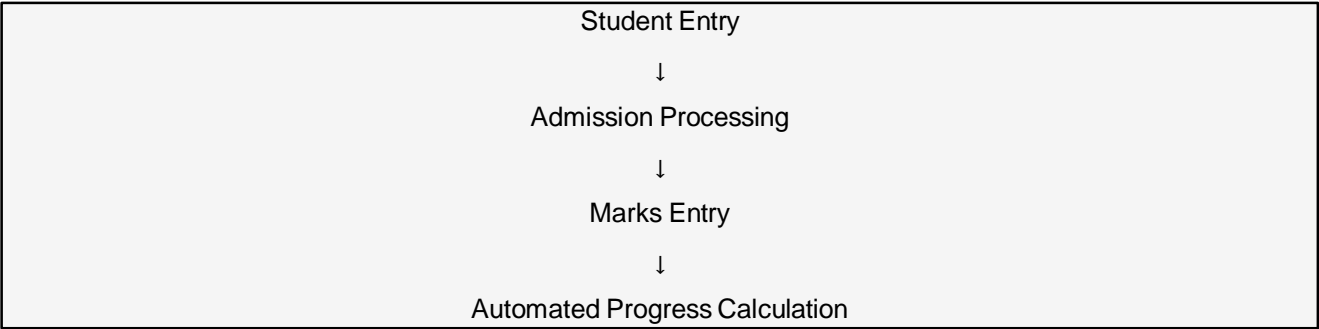 Student Entry
↓
Admission Processing
↓
Marks Entry
↓
Automated Progress Calculation